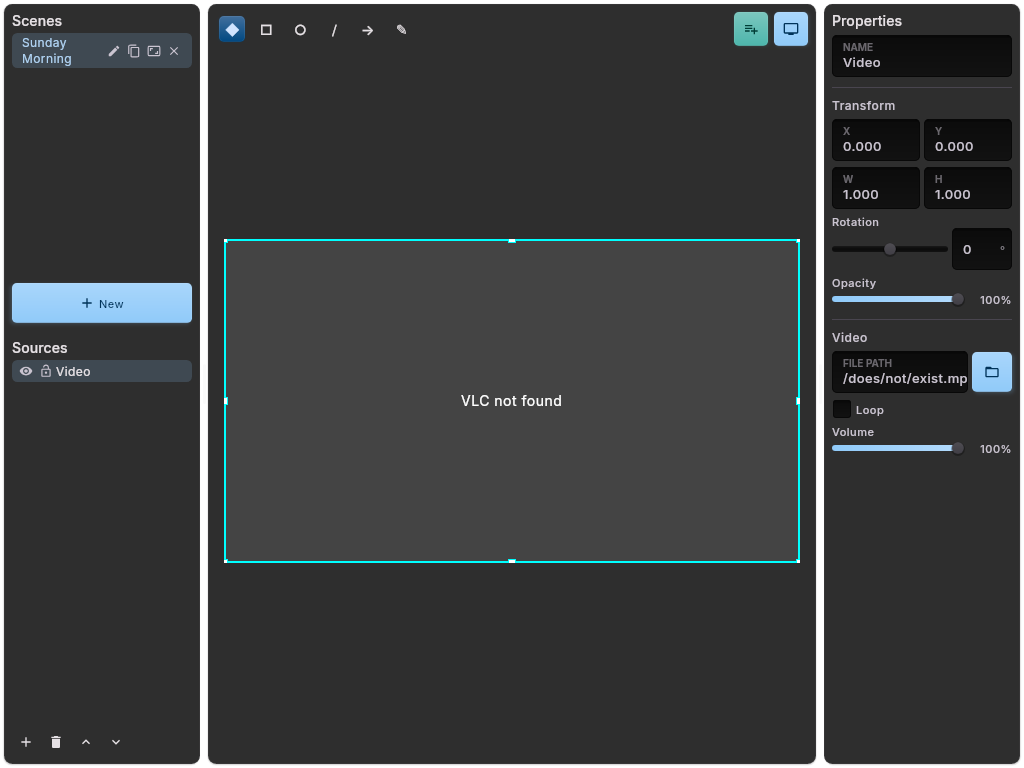 Scenes
Sunday
Morning
New
Sources
Video
VLC not found
Properties
NAME
Video
Transform
X
0.000
Y
0.000
W
1.000
H
1.000
Rotation
0 °
Opacity
100%
Video
FILE PATH
/does/not/exist.mp
Loop
Volume
100%